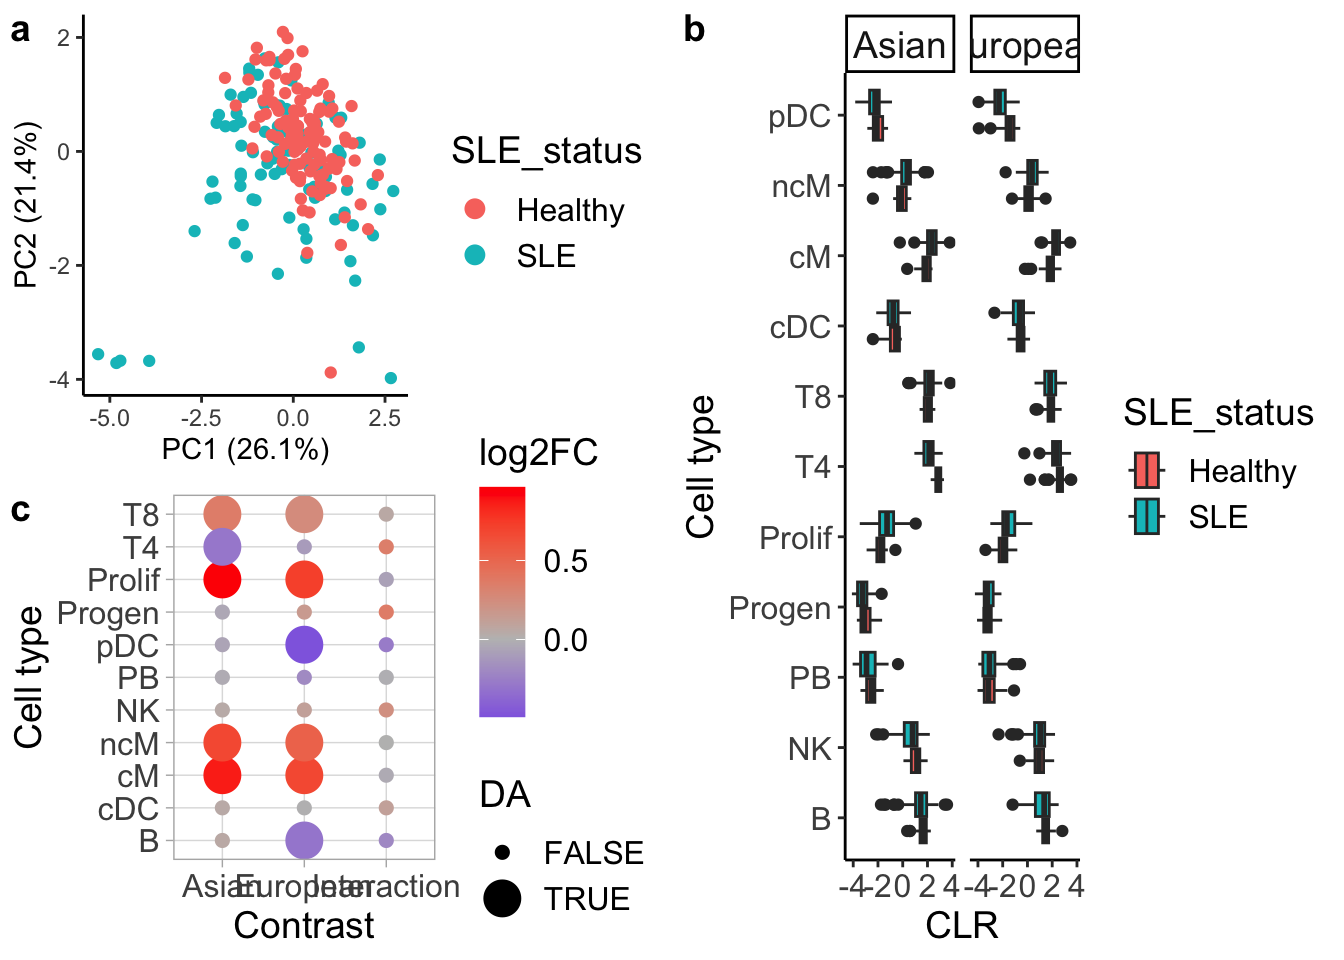 a
2
0
-2
-4
PC2 (21.4%)
-5.0 -2.5 0.0 2.5
PC1 (26.1%)
SLE_status
Healthy
SLE
b
Asian
uropea
pDC
ncM
cM
cDC
T8
T4
Prolif
Progen
PB
NK
B
Cell type
-4 -2 0 2 4
-4 -2 0 2 4
CLR
SLE_status
Healthy
SLE
c
T8
T4
Prolif
Progen
pDC
PB
NK
ncM
cM
cDC
B
Cell type
Asian European Interaction
Contrast
log2FC
0.5
0.0
DA
FALSE
TRUE